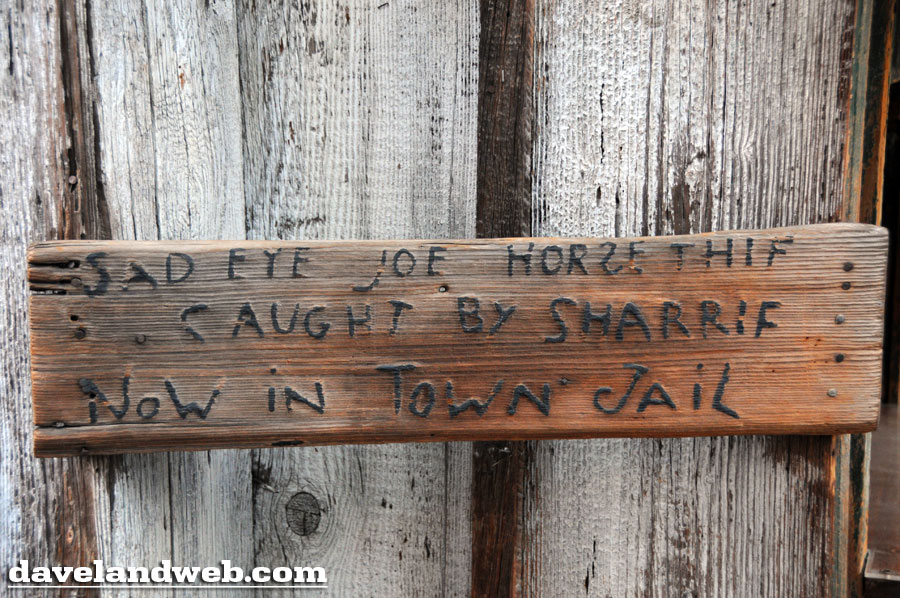 SAD EYE JOE HORZE THIF
CAUGHT BY SHARRIF
NOW IN TOWN JAIL
davelandweb.com